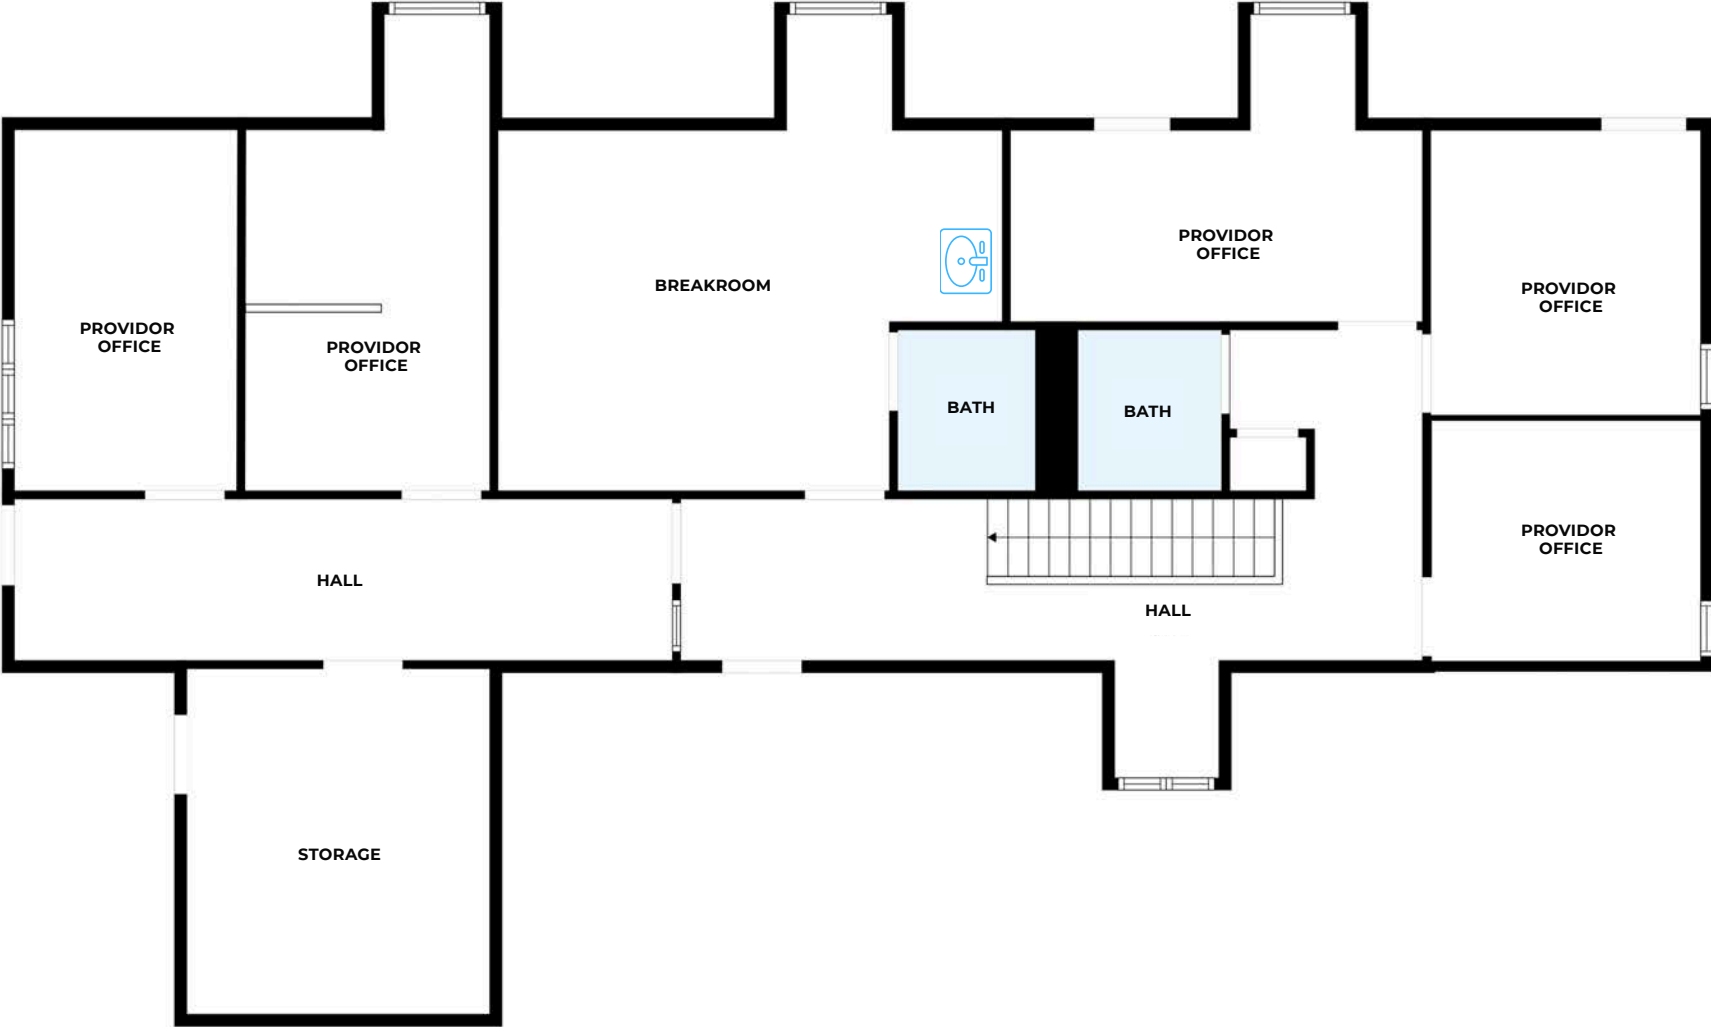 PROVIDOR
OFFICE
PROVIDOR
OFFICE
BREAKROOM
PROVIDOR
OFFICE
PROVIDOR
OFFICE
BATH
BATH
PROVIDOR
OFFICE
HALL
HALL
STORAGE